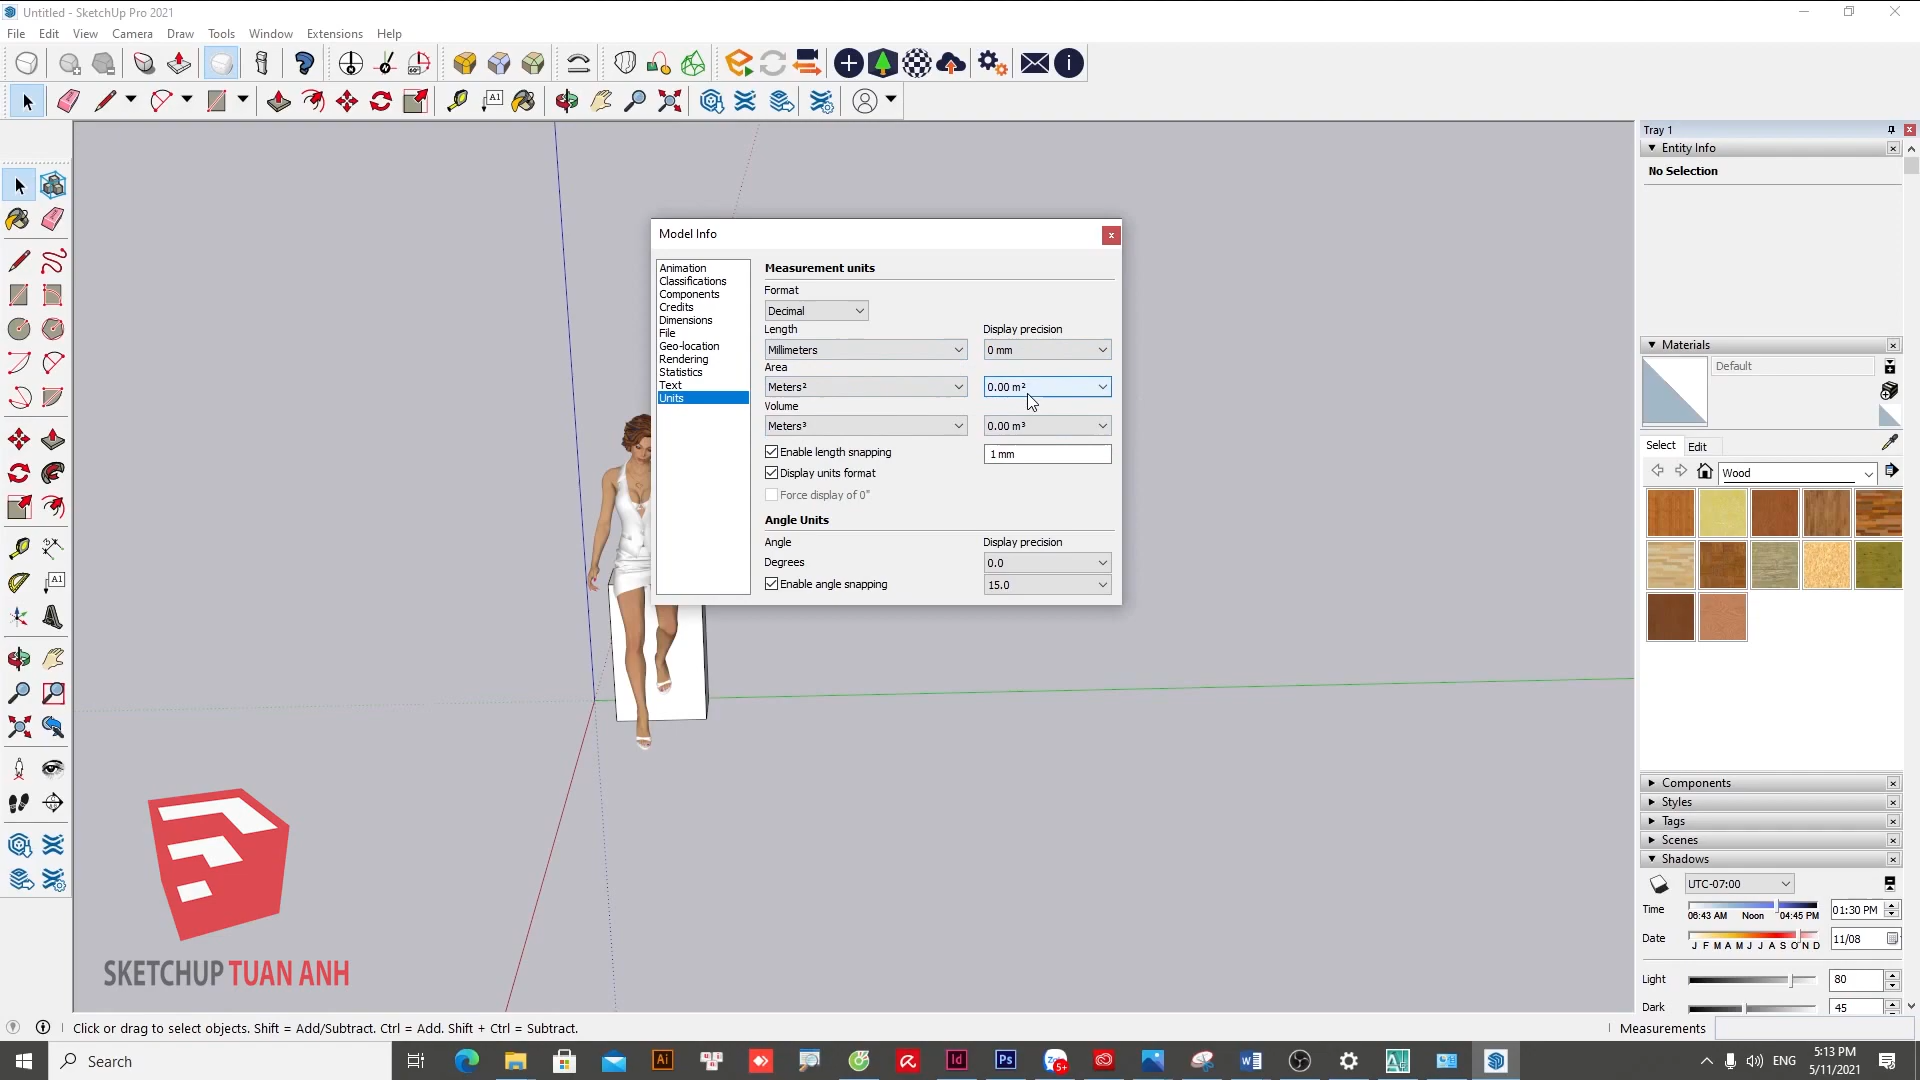 Untitled - SketchUp Pro 2021
File Edit View Camera Draw Tools Window Extensions Help
A1
Tray 1
Entity Info
No Selection
Model Info
Animation
Classifications
Components
Credits
Dimensions
File
Geo-location
Rendering
Statistics
Text
Units
Measurement units
Format
Decimal
Length Display precision
Millimeters 0 mm
Area
Meters² 0.00 m²
Volume
Meters³ 0.00 m³
Enable length snapping 1 mm
Display units format
Force display of 0"
Angle Units
Angle Display precision
Degrees 0.0
Enable angle snapping 15.0
Materials
Default
Select Edit
Wood
Components
Styles
Tags
Scenes
Shadows
UTC-07:00
Time 06:43 AM Noon 04:45 PM 01:30 PM
Date J F M A M J J A S O N D 11/08
Light 80
Dark 45
A1
SKETCHUP TUAN ANH
Click or drag to select objects. Shift = Add/Subtract. Ctrl = Add. Shift + Ctrl = Subtract.
Measurements
Search
Ai
Id
Ps
5+
ENG
5:13 PM
5/11/2021